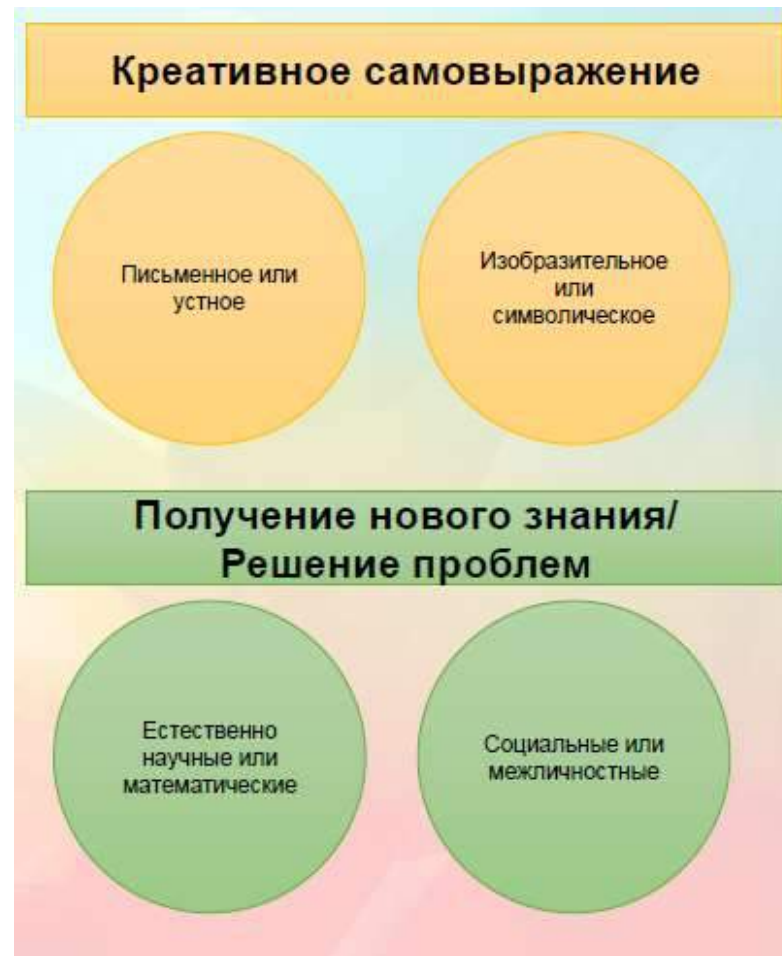 Креативное самовыражение
Письменное или
устное
Изобразительное
или
символическое
Получение нового знания/
Решение проблем
Естественно
научные или
математические
Социальные или
межличностные